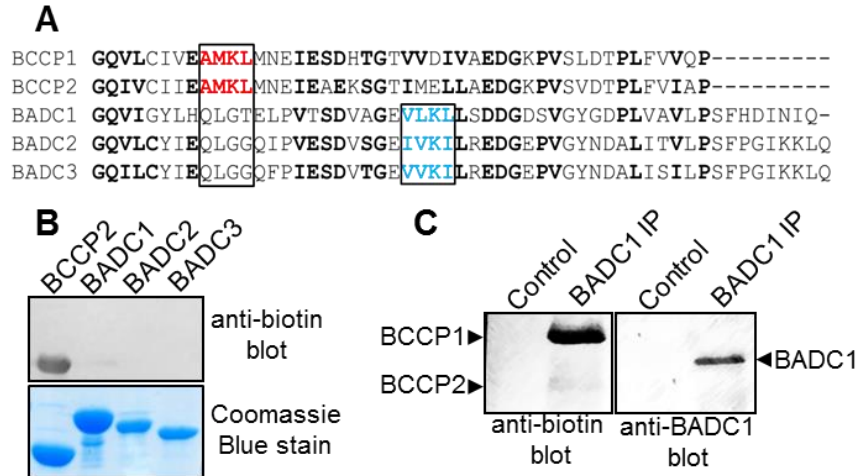 A
BCCP1 GQVLCIVEAMKLMNEIESDHTGTVVDIVAEDGKPVSLDTPLFVVQP---------
BCCP2 GQIVCIVEAMKLMNEIEAEKSGTIMELLAEDGKPVSVDTPLFVIAP---------
BADC1 GQVIGYLHQLGTELPVTSDVAGEVLKLLSDDGDSVGYGDPLVAVLPSFHDINIQ-
BADC2 GQVLCYIEQLGGQIPVESDVSGEIVKILREDGEPVGYNDALITVLPSFPGIKKLQ
BADC3 GQILCYIEQLGGQFPIESDVTGEVVKILREDGEPVGYNDALISILPSFPGIKKLQ
B
BCCP2 BADC1 BADC2 BADC3
anti-biotin
blot
Coomassie
Blue stain
C
Control BADC1 IP Control BADC1 IP
BCCP1
BCCP2
BADC1
anti-biotin
blot
anti-BADC1
blot